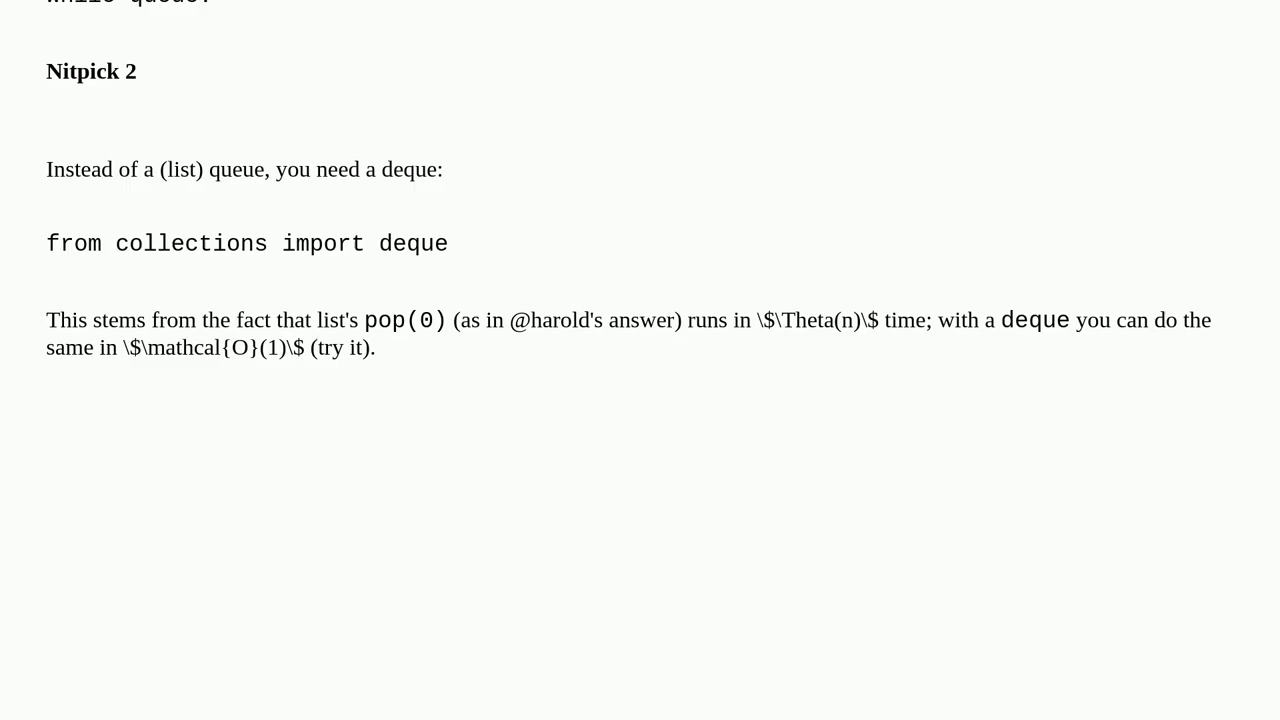 while queue:
Nitpick 2
Instead of a (list) queue, you need a deque:
from collections import deque
This stems from the fact that list's pop(0) (as in @harold's answer) runs in \$\Theta(n)\$ time; with a deque you can do the
same in \$\mathcal{O}(1)\$ (try it).